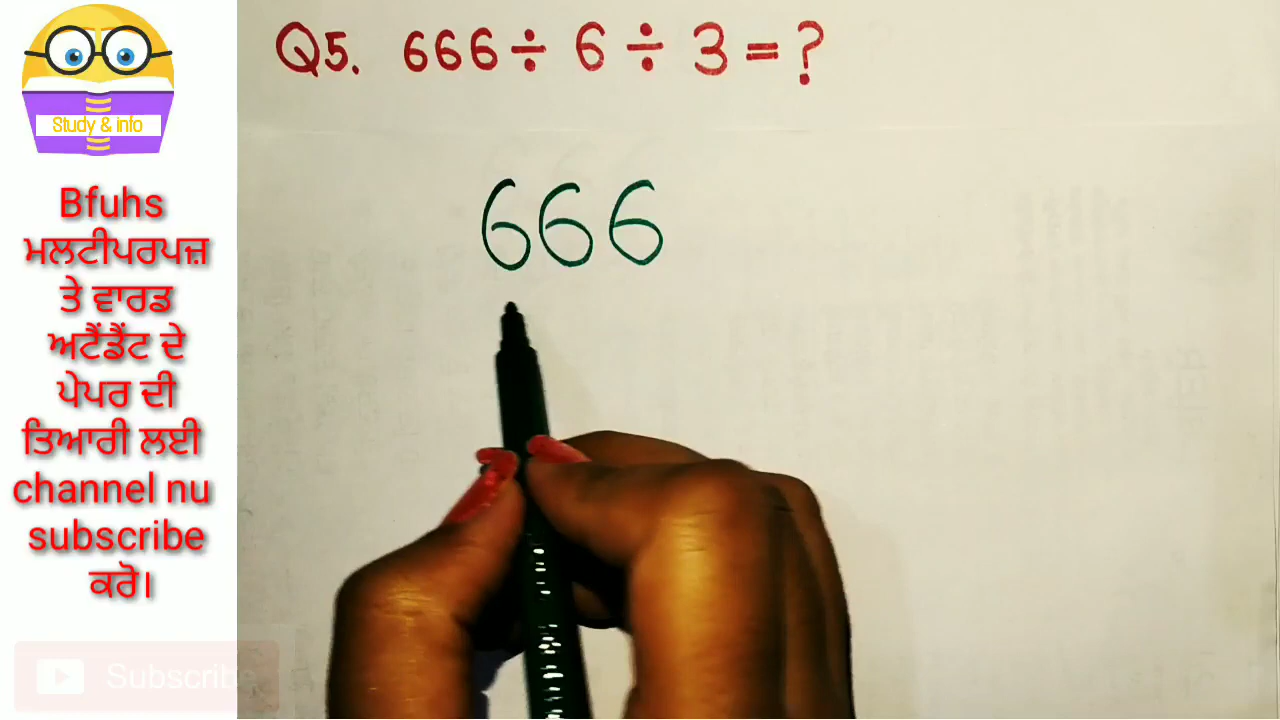 Study & info
Bfuhs
ਮਲਟੀਪਰਪਜ਼
ਤੇ ਵਾਰਡ
ਅਟੈਂਡੈਂਟ ਦੇ
ਪੇਪਰ ਦੀ
ਤਿਆਰੀ ਲਈ
channel nu
subscribe
ਕਰੋ।
Subscribe
Q5. 666 ÷ 6 ÷ 3 = ?
666